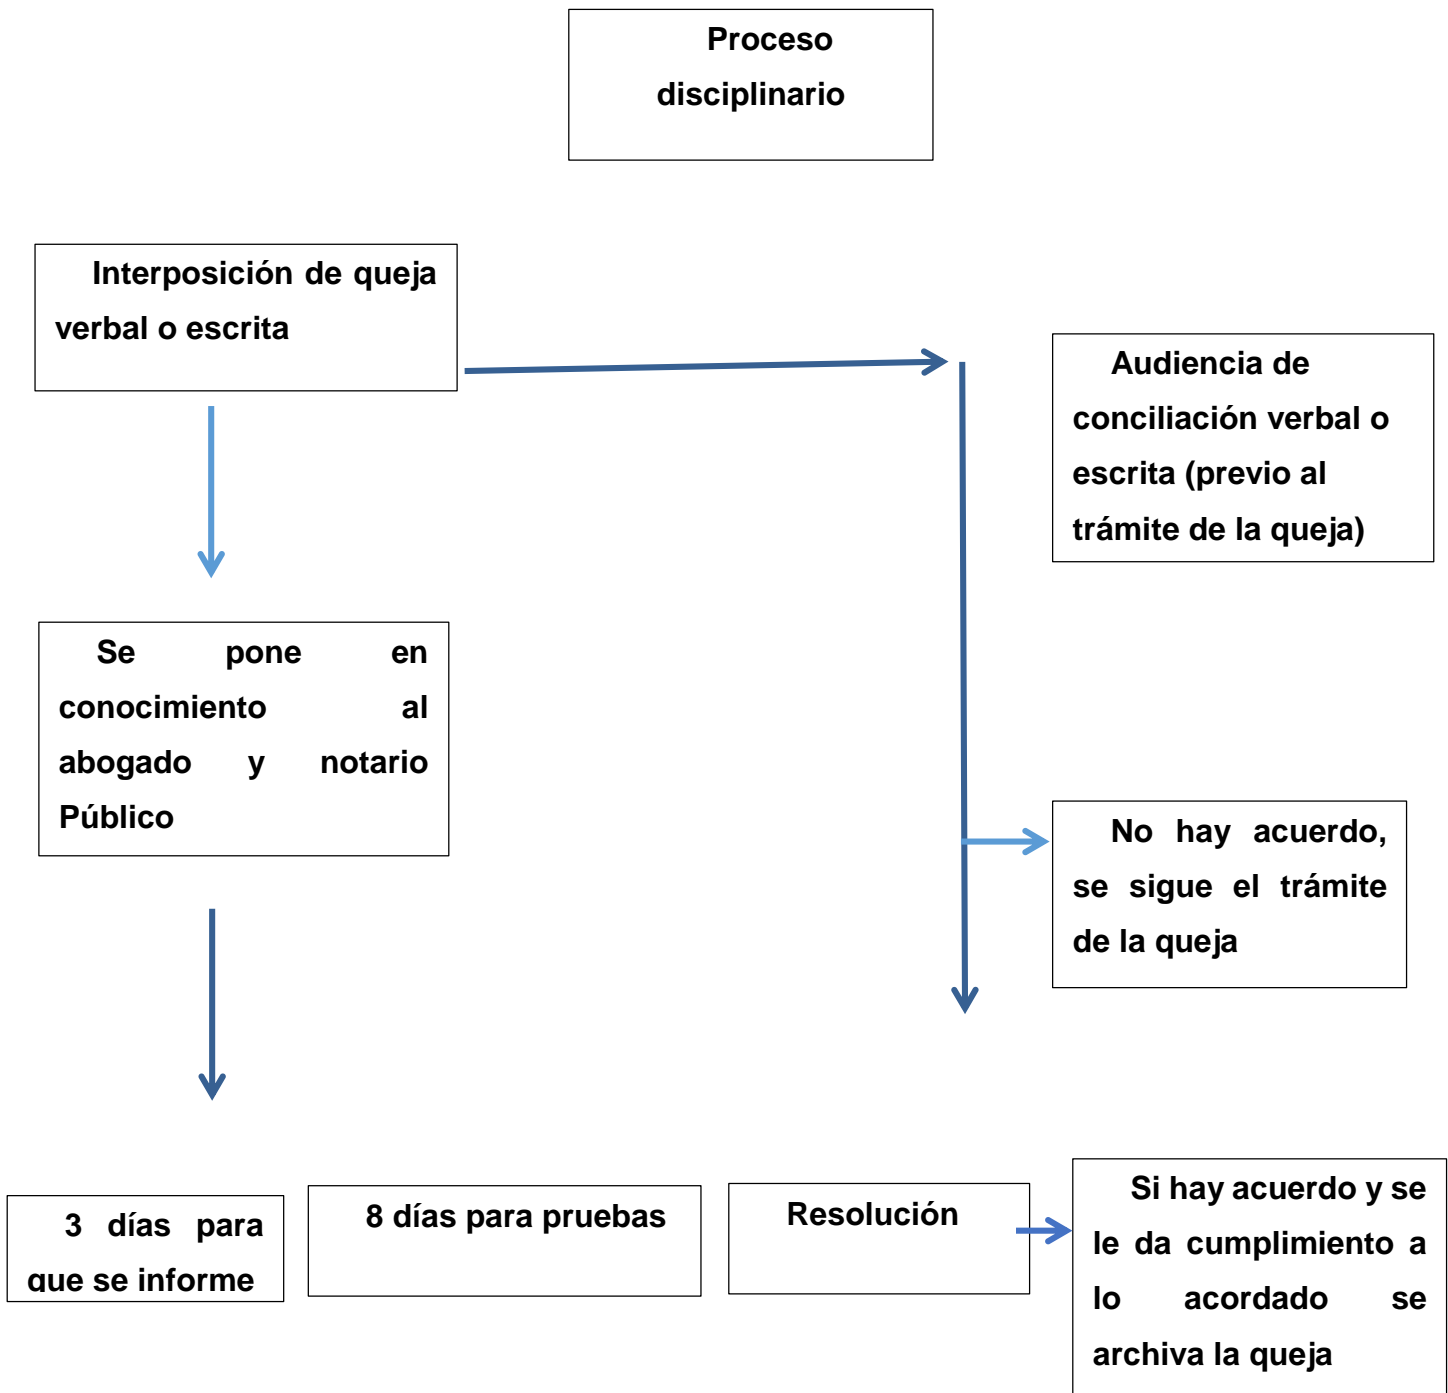 Proceso
disciplinario
Interposición de queja
verbal o escrita
Audiencia de
conciliación verbal o
escrita (previo al
trámite de la queja)
Se pone en
conocimiento al
abogado y notario
Público
No hay acuerdo,
se sigue el trámite
de la queja
3 días para
que se informe
8 días para pruebas
Resolución
Si hay acuerdo y se
le da cumplimiento a
lo acordado se
archiva la queja